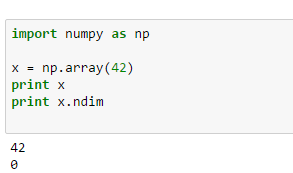 import numpy as np
x = np.array(42)
print x
print x.ndim
42
0